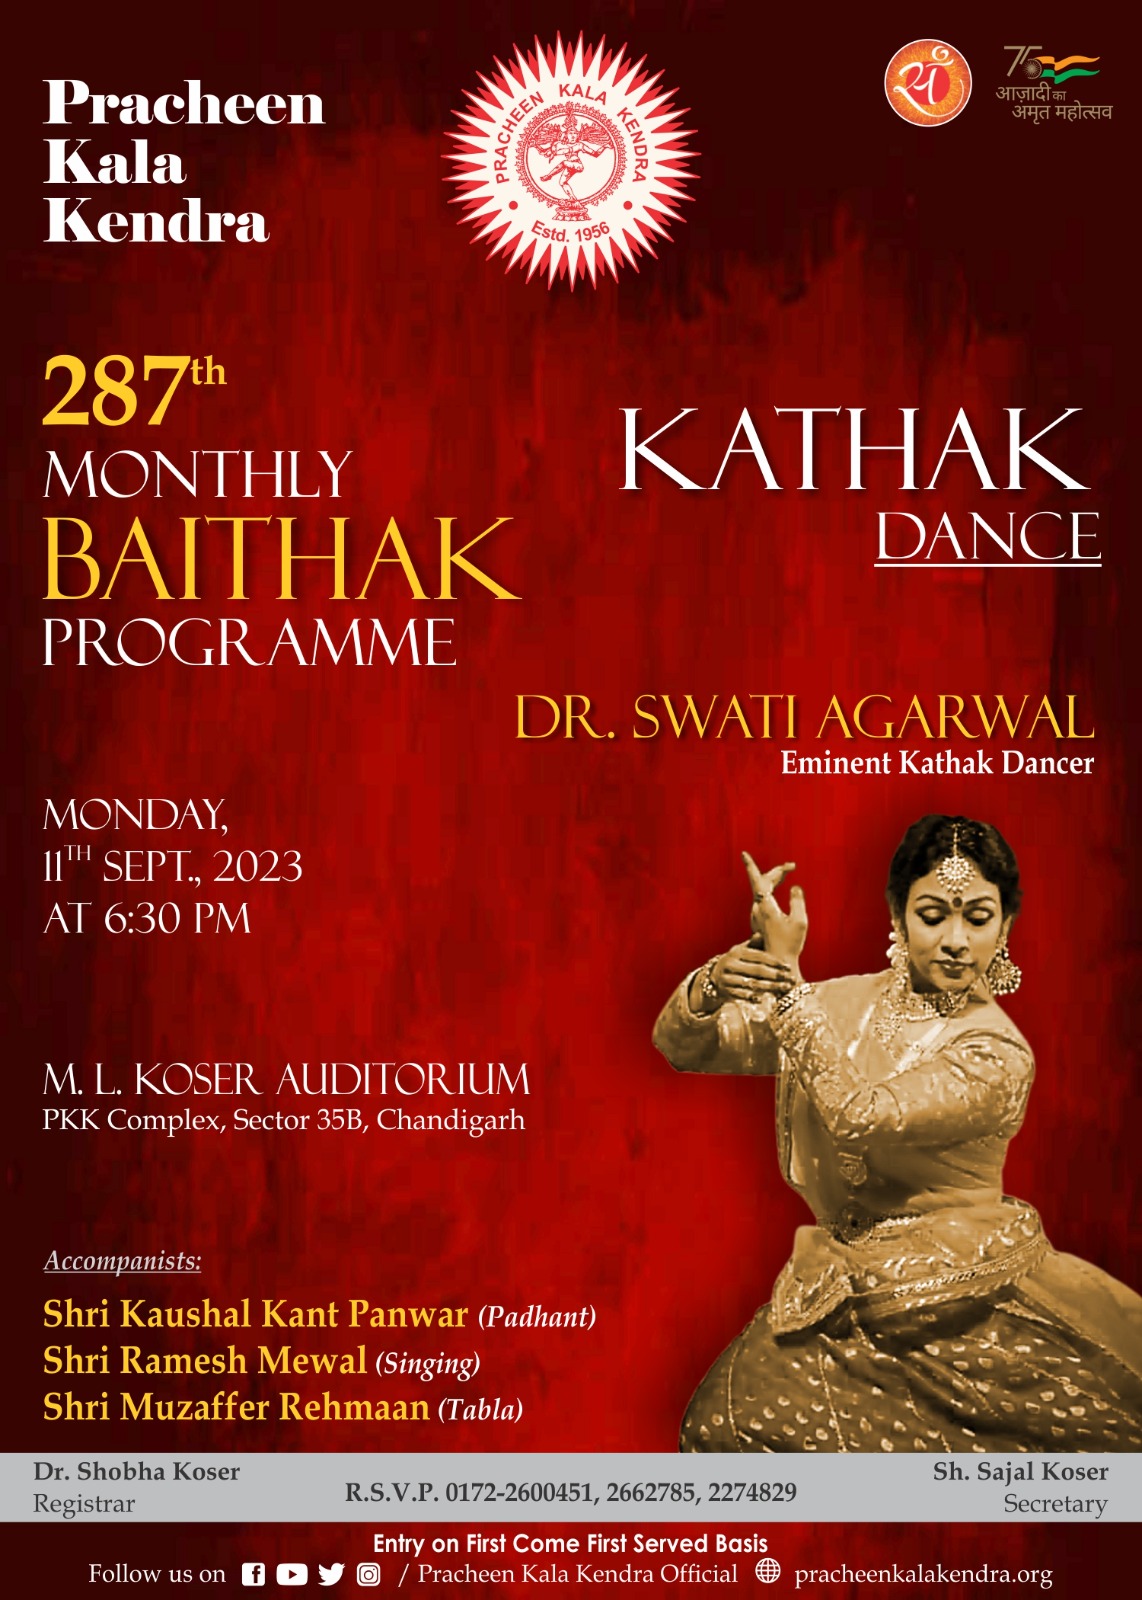 Pracheen
Kala
Kendra
PRACHEEN KALA KENDRA
Estd. 1956
75
आज़ादी का
अमृत महोत्सव
287th
MONTHLY
BAITHAK
PROGRAMME
KATHAK
DANCE
DR. SWATI AGARWAL
Eminent Kathak Dancer
MONDAY,
11TH SEPT., 2023
AT 6:30 PM
M. L. KOSER AUDITORIUM
PKK Complex, Sector 35B, Chandigarh
Accompanists:
Shri Kaushal Kant Panwar (Padhant)
Shri Ramesh Mewal (Singing)
Shri Muzaffer Rehmaan (Tabla)
Dr. Shobha Koser
Registrar
R.S.V.P. 0172-2600451, 2662785, 2274829
Sh. Sajal Koser
Secretary
Entry on First Come First Served Basis
Follow us on / Pracheen Kala Kendra Official pracheenkalakendra.org